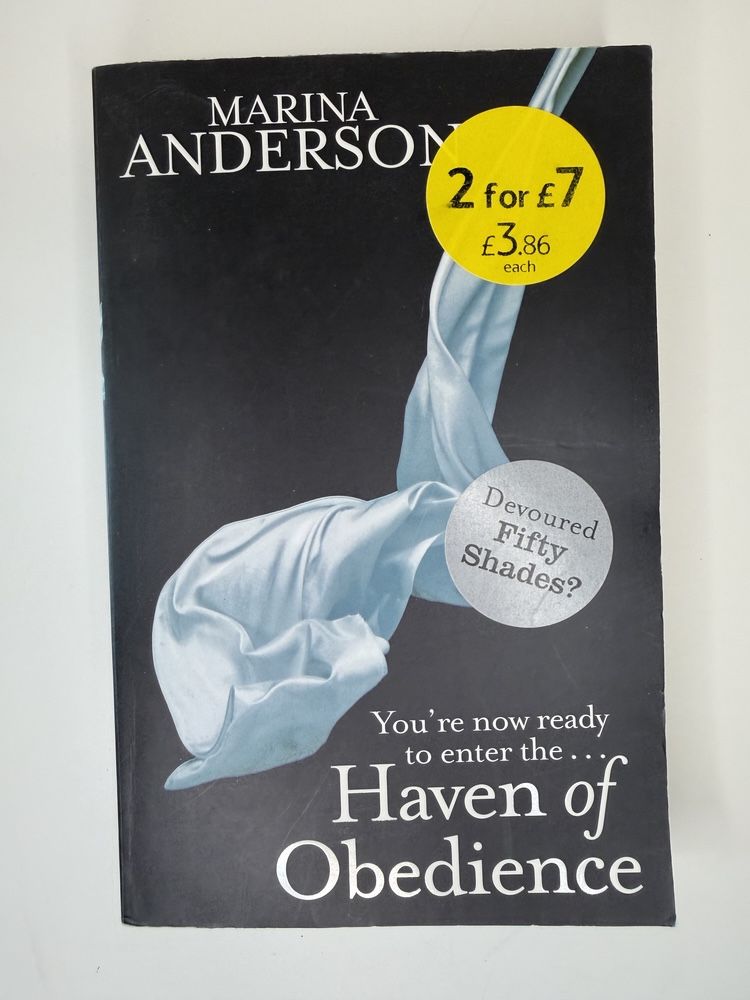 MARINA
ANDERSON
2 for £7
£3.86
each
Devoured
Fifty
Shades?
You're now ready
to enter the . . .
Haven of
Obedience